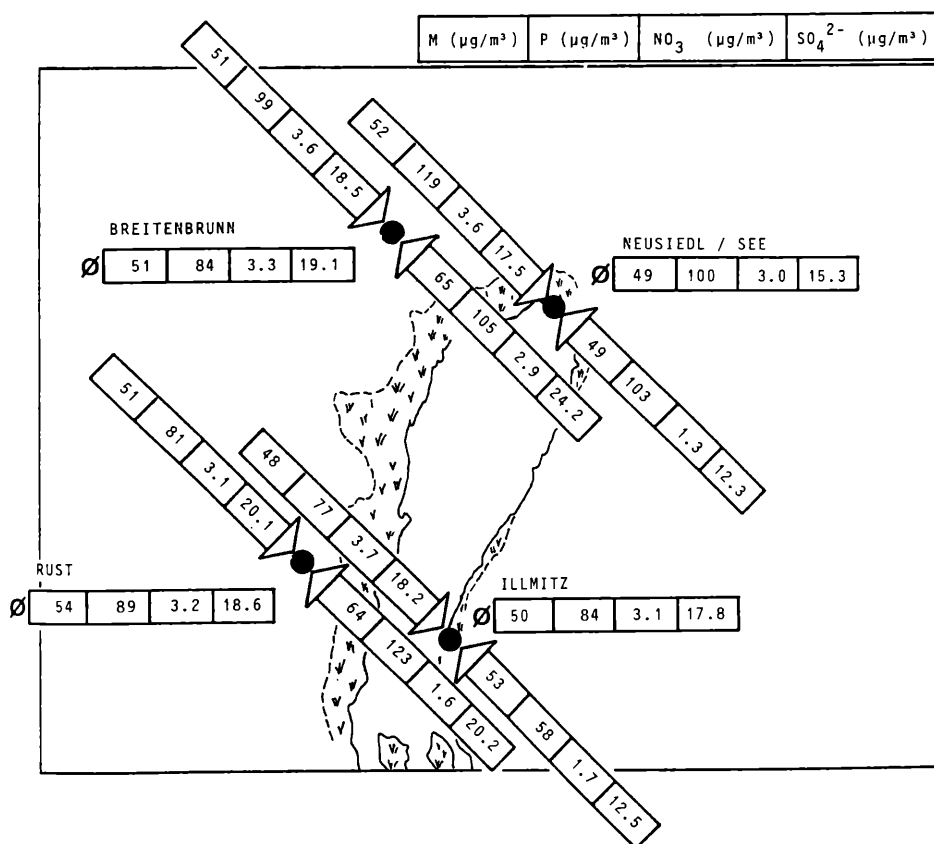 M (µg/m³) P (µg/m³) NO3 (µg/m³) SO4 2- (µg/m³)
51 99 3.6 18.5
52 119 3.6 17.5
BREITENBRUNN
Ø 51 84 3.3 19.1
NEUSIEDL / SEE
Ø 49 100 3.0 15.3
65 105 2.9 24.2
49 103 1.3 12.3
51 81 3.1 20.1
48 77 3.7 18.2
RUST
Ø 54 89 3.2 18.6
ILLMITZ
Ø 50 84 3.1 17.8
64 123 1.6 20.2
53 58 1.7 12.5